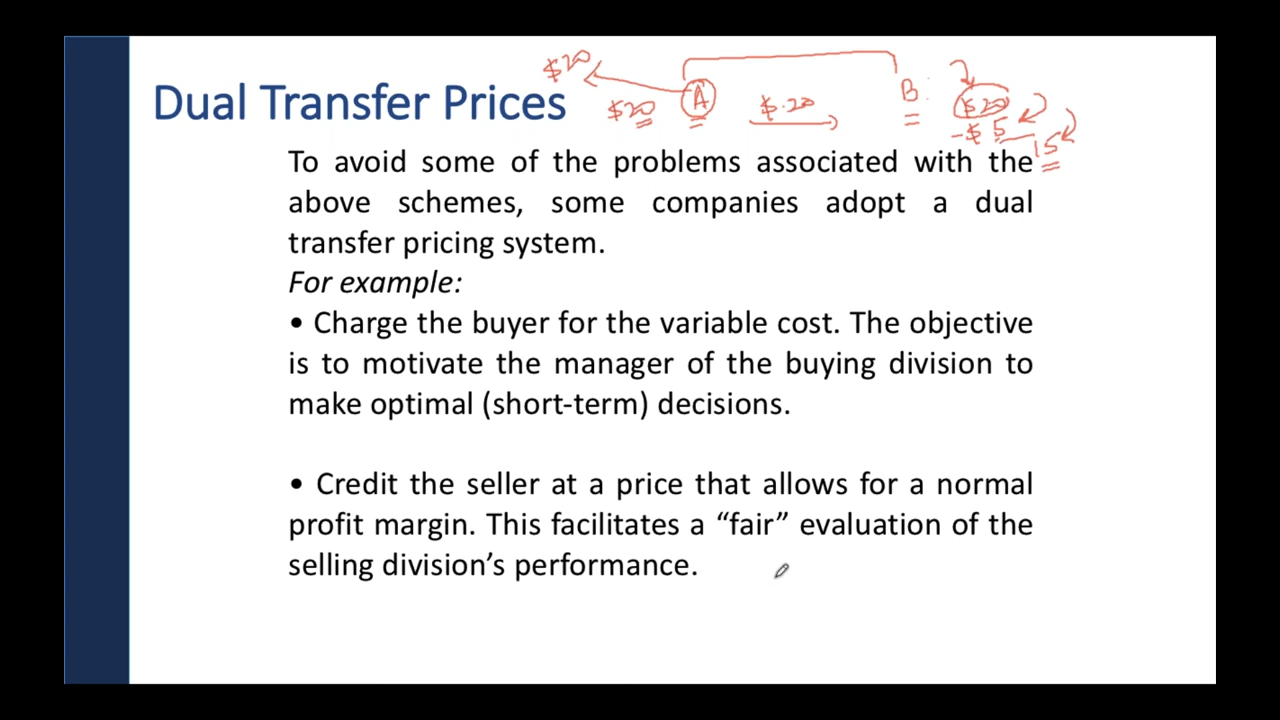 $20
$20 A $.20 B: $20
Dual Transfer Prices
-$5
15
To avoid some of the problems associated with the
above schemes, some companies adopt a dual
transfer pricing system.
For example:
• Charge the buyer for the variable cost. The objective
is to motivate the manager of the buying division to
make optimal (short-term) decisions.
• Credit the seller at a price that allows for a normal
profit margin. This facilitates a “fair” evaluation of the
selling division’s performance.